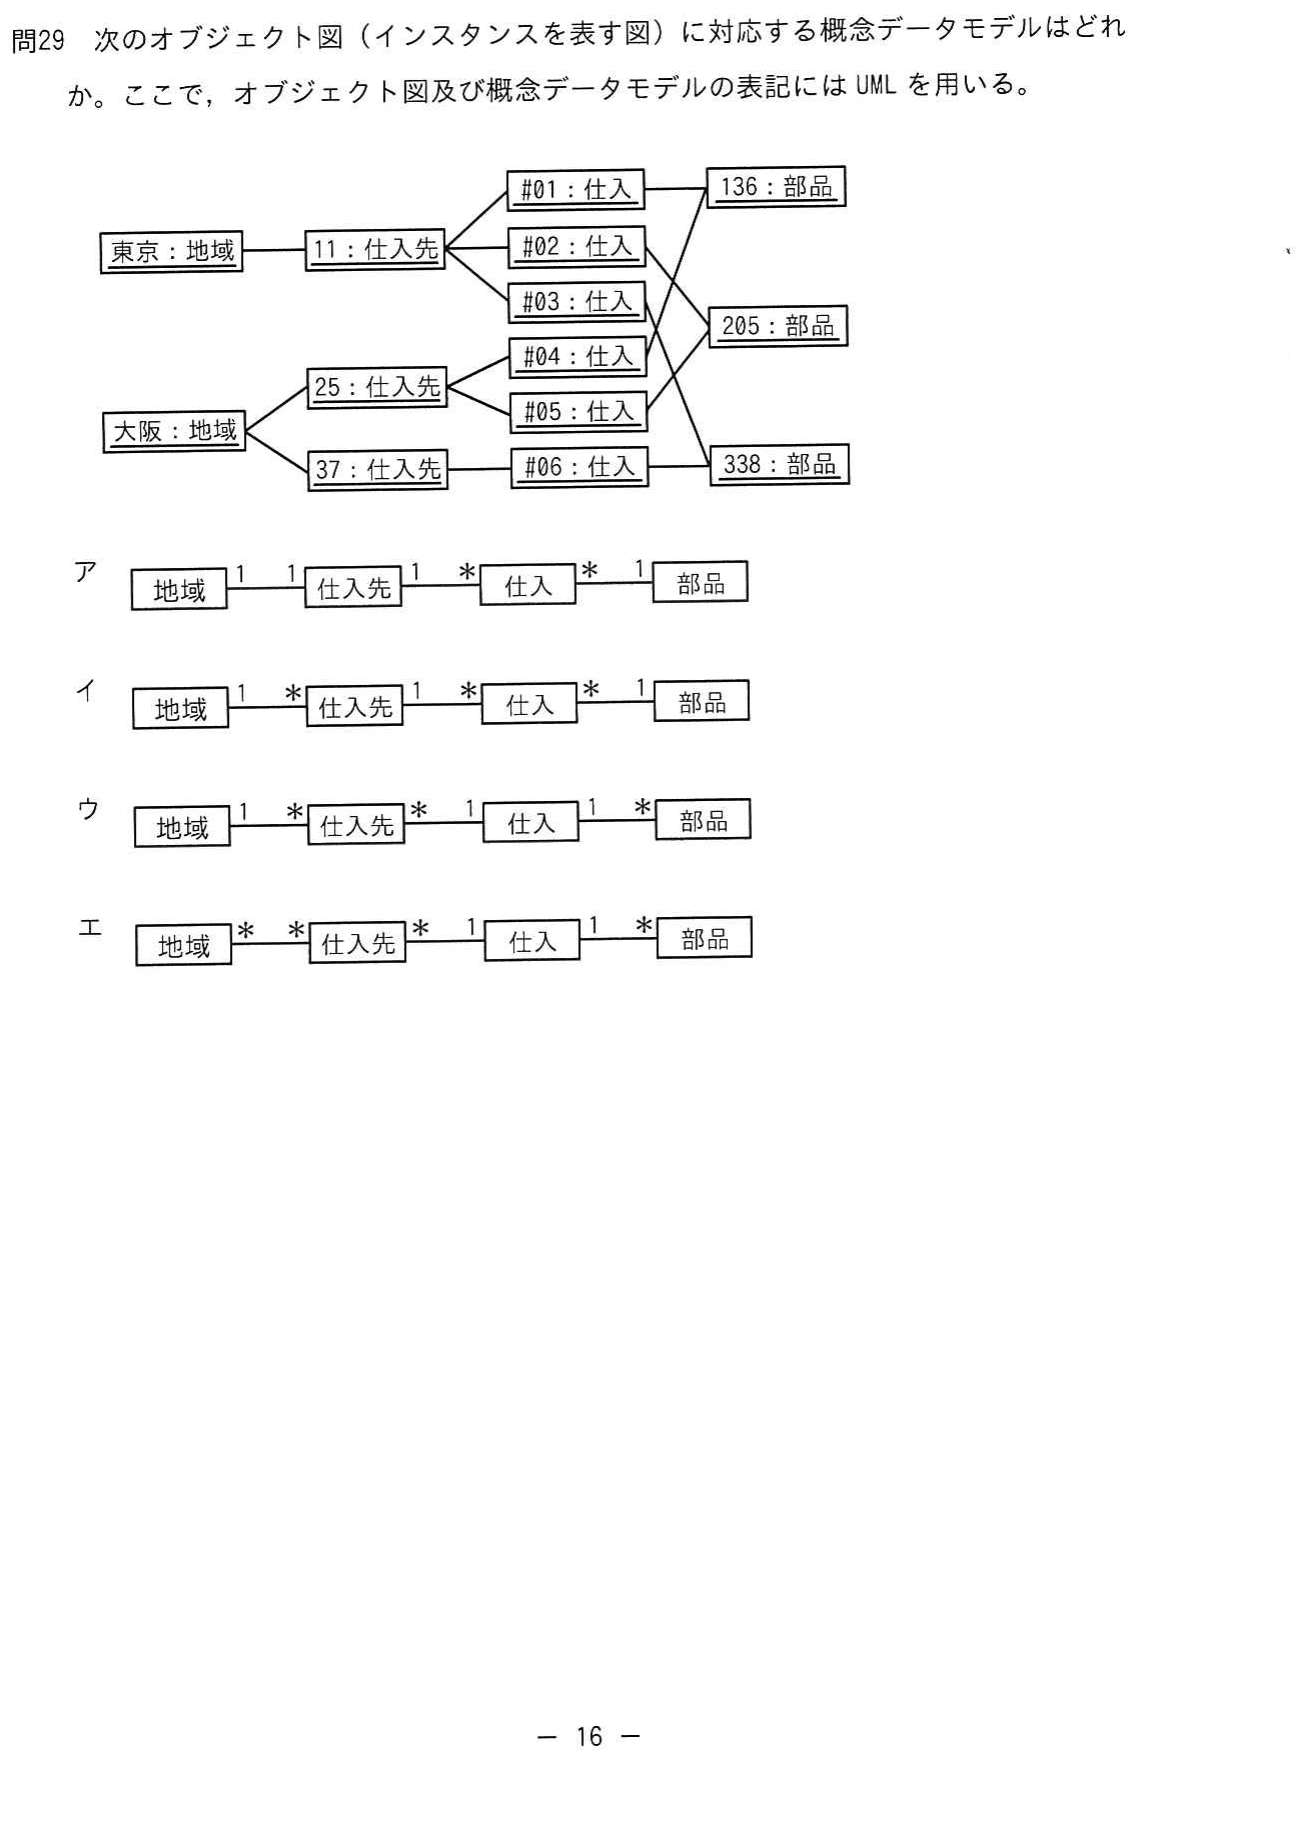 問29　次のオブジェクト図（インスタンスを表す図）に対応する概念データモデルはどれ
か。ここで，オブジェクト図及び概念データモデルの表記には UML を用いる。
#01：仕入 136：部品
東京：地域 11：仕入先 #02：仕入
#03：仕入 205：部品
#04：仕入
25：仕入先
大阪：地域 #05：仕入
37：仕入先 #06：仕入 338：部品
ア 地域 1 1 仕入先 1 * 仕入 * 1 部品
イ 地域 1 * 仕入先 1 * 仕入 * 1 部品
ウ 地域 1 * 仕入先 * 1 仕入 1 * 部品
エ 地域 * * 仕入先 * 1 仕入 1 * 部品
— 16 —